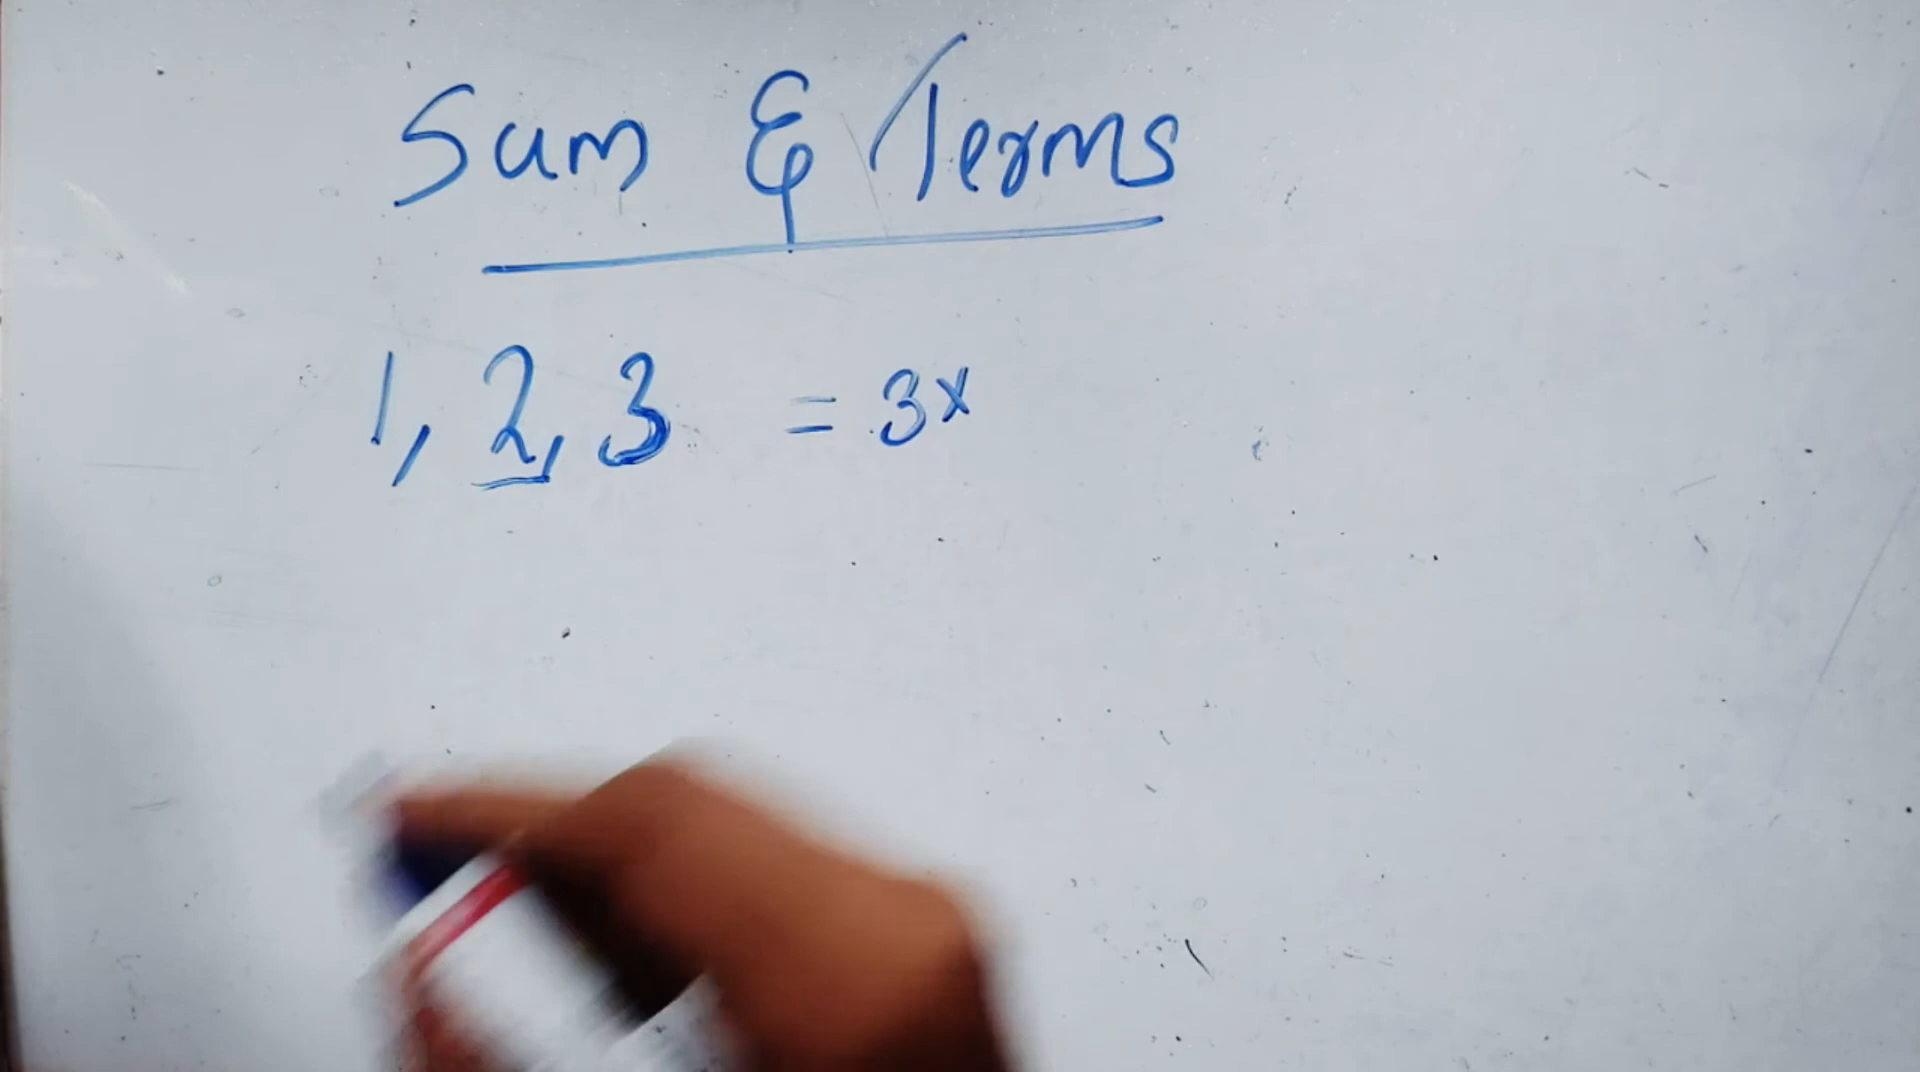 Sum & Terms
1, 2, 3 = 3x